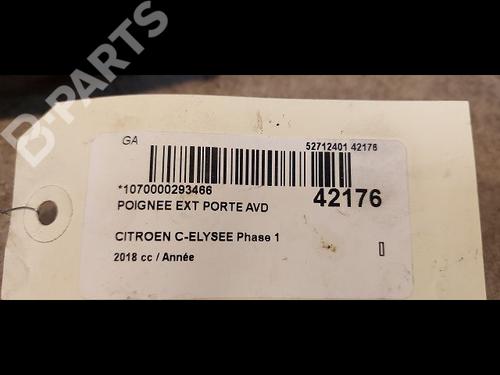 B-PARTS
GA
52712401 42176
*1070000293466
42176
POIGNEE EXT PORTE AVD
CITROEN C-ELYSEE Phase 1
2018 cc / Année